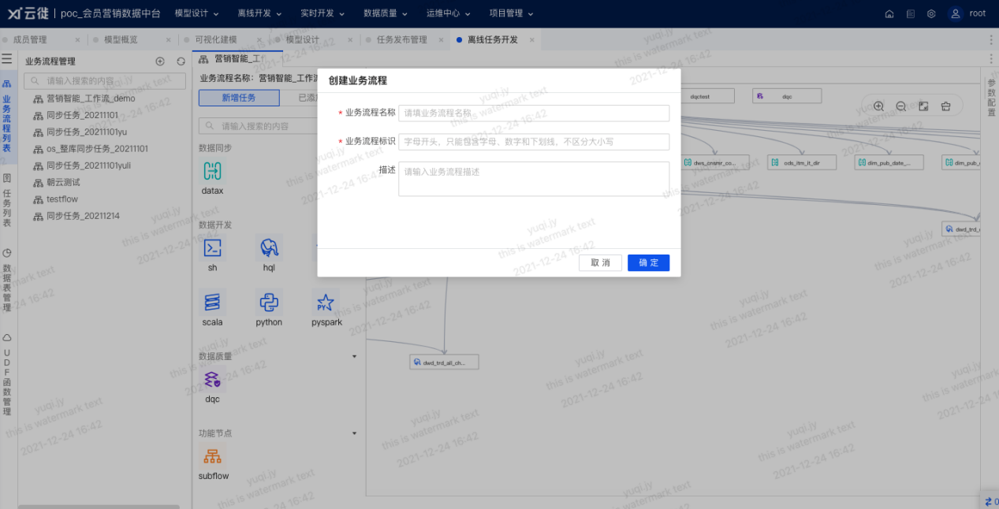 云徙 | poc_会员营销数据中台 模型设计 离线开发 实时开发 数据质量 运维中心 项目管理 root
成员管理 模型概览 可视化建模 模型设计 任务发布管理 离线任务开发
业务流程列表
任务列表
数据表管理
UDF函数管理
业务流程管理
请输入搜索的内容
营销智能_工作流_demo
同步任务_20211101
同步任务_20211101yu
os_整库同步任务_20211101
同步任务_20211101yuli
朝云测试
testflow
同步任务_20211214
营销智能_工作
业务流程名称: 营销智能_工作流
新增任务 已添加
请输入搜索的内容
数据同步
datax
数据开发
sh hql
scala python pyspark
数据质量
dqc
功能节点
subflow
创建业务流程
* 业务流程名称 请填业务流程名称
* 业务流程标识 字母开头，只能包含字母、数字和下划线，不区分大小写
描述 请输入业务流程描述
取 消 确 定
dqctest dqc
dws_cnsmr_co... ods_itm_it_dir dim_pub_date_... dim_pub_
dwd_trd_
dwd_trd_all_ch...
参数配置
0
yuqi.jy
this is watermark text
2021-12-24 16:42